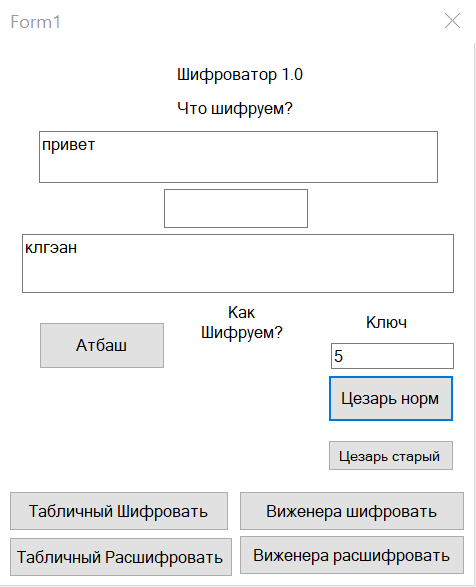 Form1
Шифроватор 1.0
Что шифруем?
привет
клгэан
Как
Шифруем?
Ключ
Атбаш
5
Цезарь норм
Цезарь старый
Табличный Шифровать
Виженера шифровать
Табличный Расшифровать
Виженера расшифровать